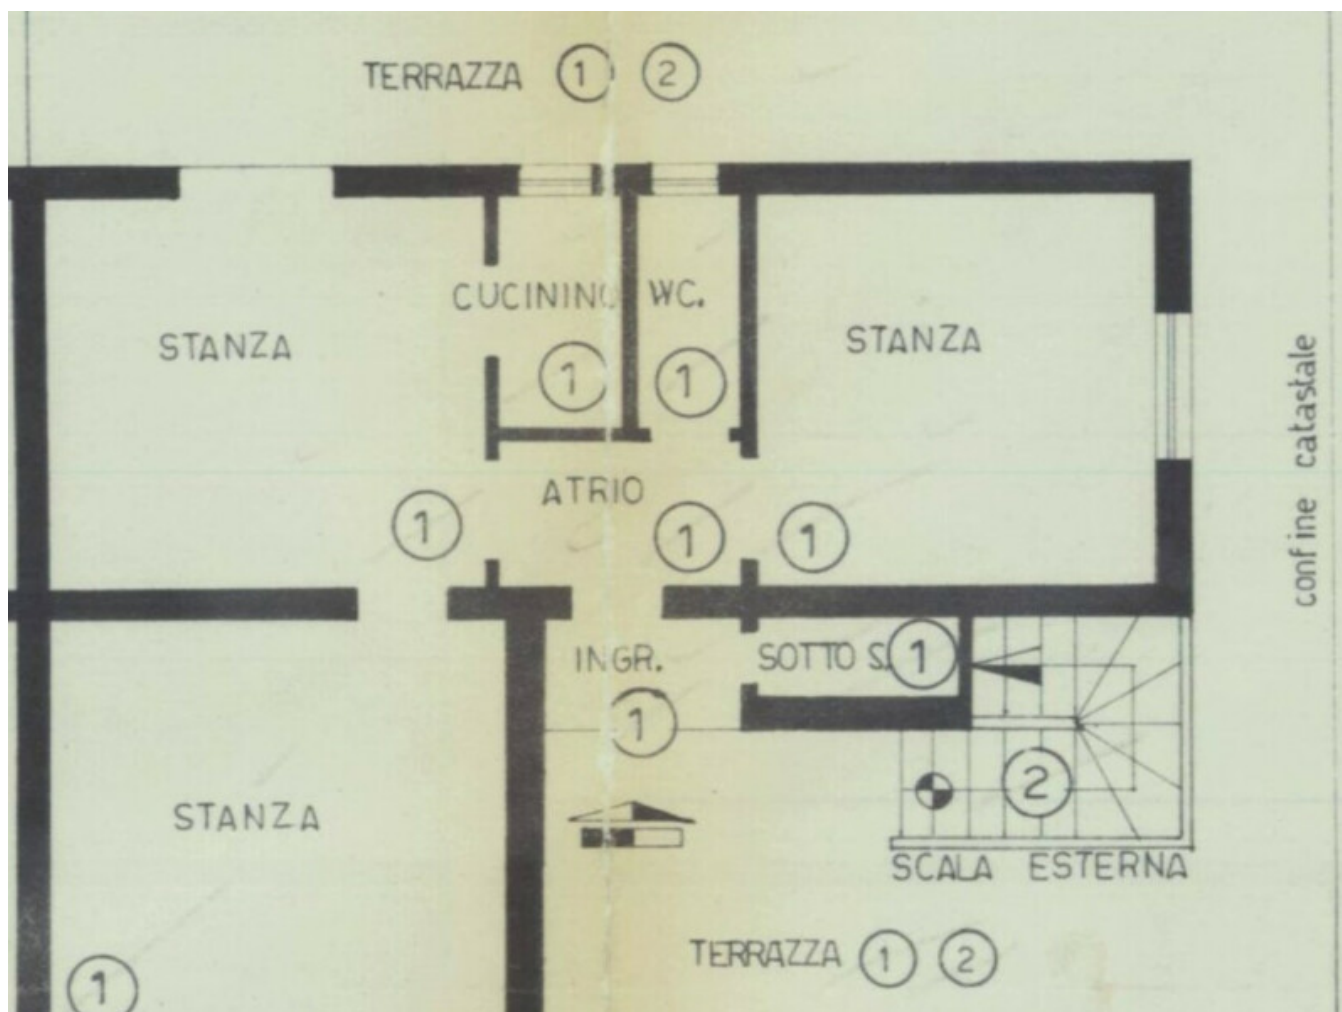 TERRAZZA 1 2
CUCININO WC.
STANZA
STANZA
1 1
ATRIO
1 1 1
INGR. SOTTO S. 1
1
2
STANZA
SCALA ESTERNA
TERRAZZA 1 2
1
confine catastale